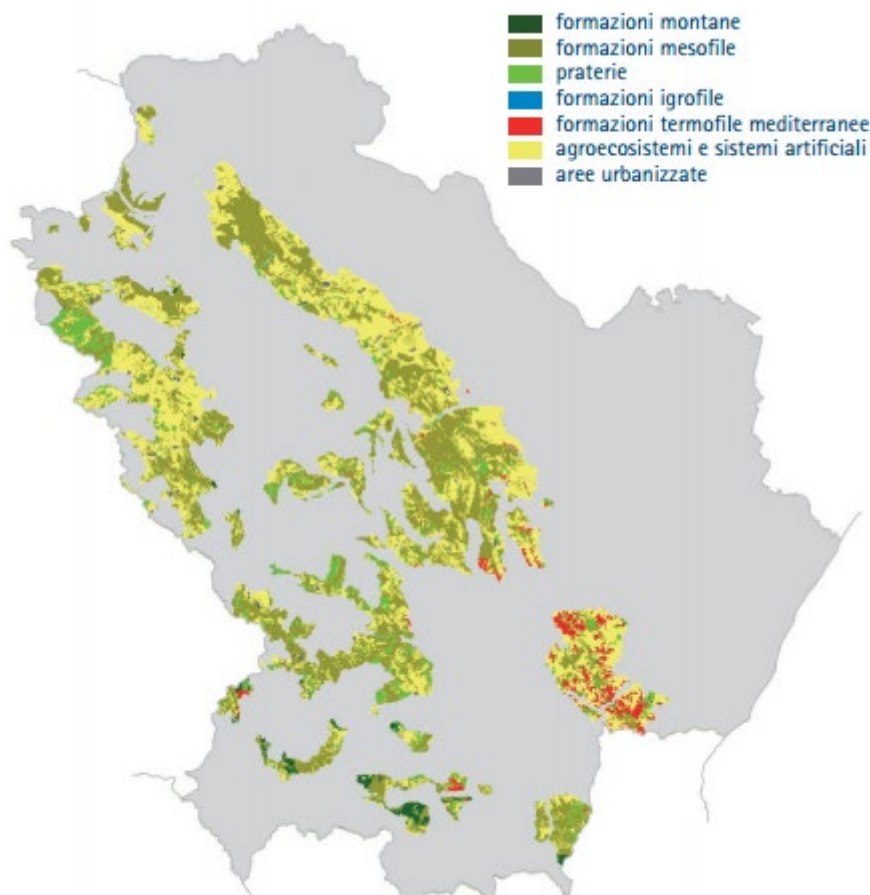 formazioni montane
formazioni mesofile
praterie
formazioni igrofile
formazioni termofile mediterranee
agroecosistemi e sistemi artificiali
aree urbanizzate